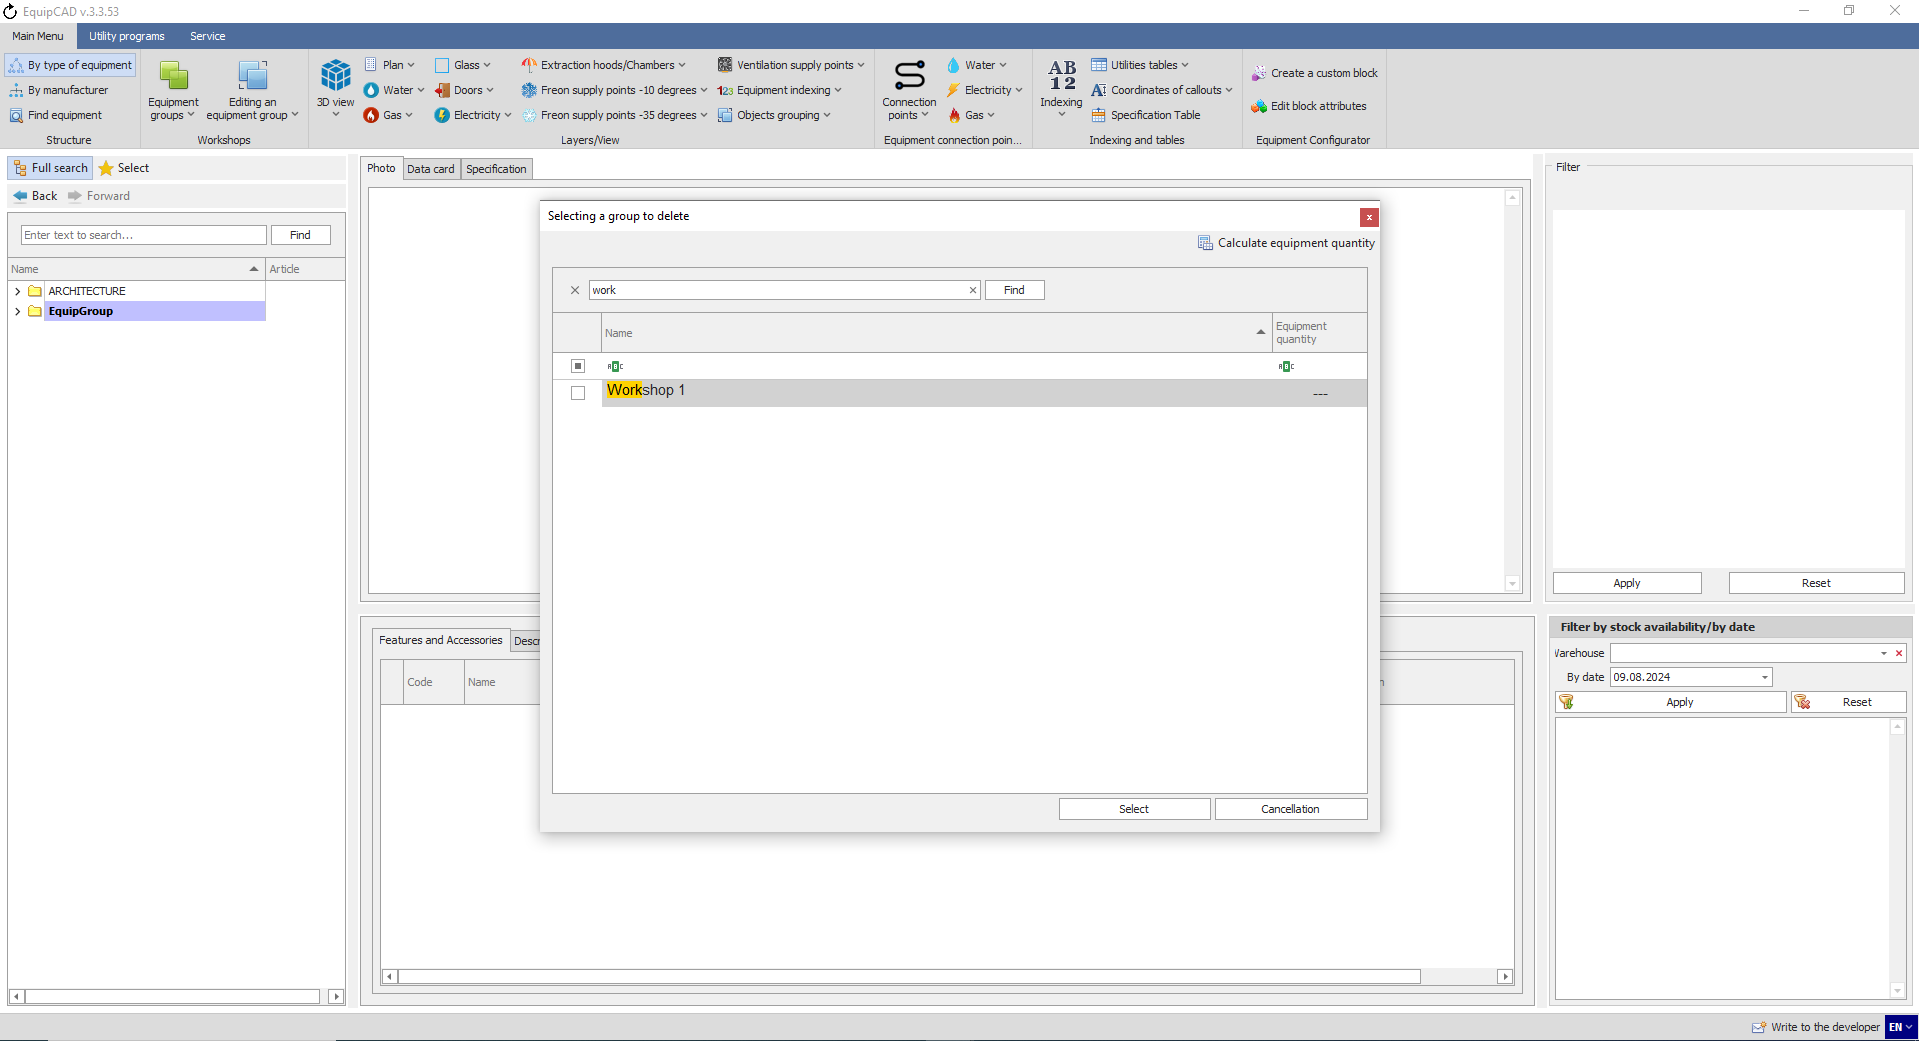 EquipCAD v.3.3.53
Main Menu
Utility programs
Service
By type of equipment
By manufacturer
Find equipment
Structure
Equipment groups
Editing an equipment group
Workshops
3D view
Plan
Water
Gas
Glass
Doors
Electricity
Extraction hoods/Chambers
Freon supply points -10 degrees
Freon supply points -35 degrees
Ventilation supply points
123 Equipment indexing
Objects grouping
Layers/View
Connection points
Water
Electricity
Gas
Equipment connection poin...
AB
12
Indexing
Utilities tables
Coordinates of callouts
Specification Table
Indexing and tables
Create a custom block
Edit block attributes
Equipment Configurator
Full search
Select
Back
Forward
Enter text to search...
Find
Name
Article
ARCHITECTURE
EquipGroup
Photo
Data card
Specification
Selecting a group to delete
Calculate equipment quantity
work
Find
Name
Equipment
quantity
Workshop 1
---
Select
Cancellation
Features and Accessories
Descr
Code
Name
Filter
Apply
Reset
Filter by stock availability/by date
Warehouse
By date
09.08.2024
Apply
Reset
Write to the developer
EN